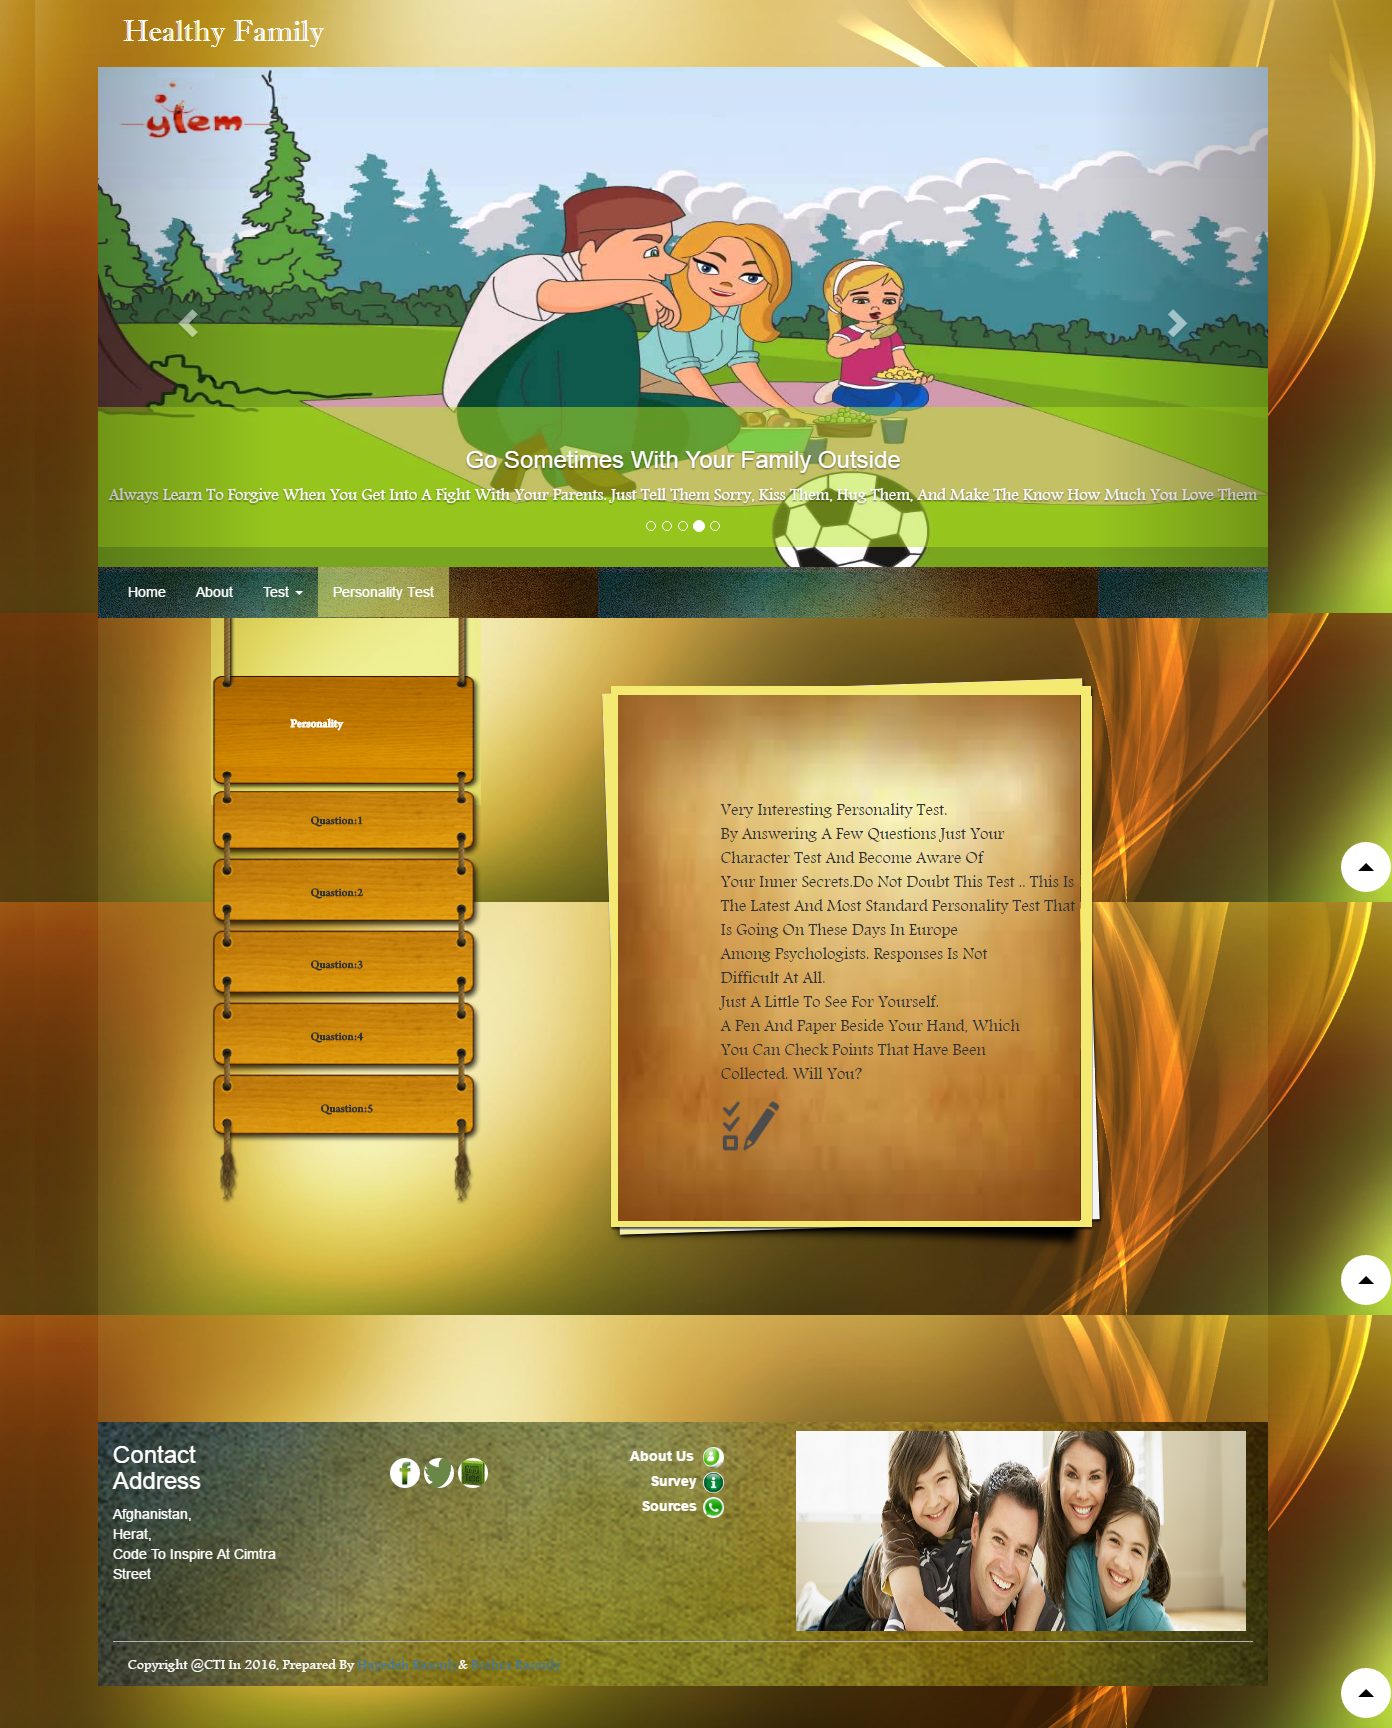 Healthy Family
ytem
Go Sometimes With Your Family Outside
Always Learn To Forgive When You Get Into A Fight With Your Parents. Just Tell Them Sorry, Kiss Them, Hug Them, And Make The Know How Much You Love Them
Home About Test Personality Test
Personality
Quastion:1
Quastion:2
Quastion:3
Quastion:4
Quastion:5
Very Interesting Personality Test.
By Answering A Few Questions Just Your
Character Test And Become Aware Of
Your Inner Secrets.Do Not Doubt This Test .. This Is
The Latest And Most Standard Personality Test That
Is Going On These Days In Europe
Among Psychologists. Responses Is Not
Difficult At All.
Just A Little To See For Yourself.
A Pen And Paper Beside Your Hand, Which
You Can Check Points That Have Been
Collected. Will You?
Contact
Address
Afghanistan,
Herat,
Code To Inspire At Cimtra
Street
About Us
Survey
Sources
Copyright @CTI In 2016, Prepared By &